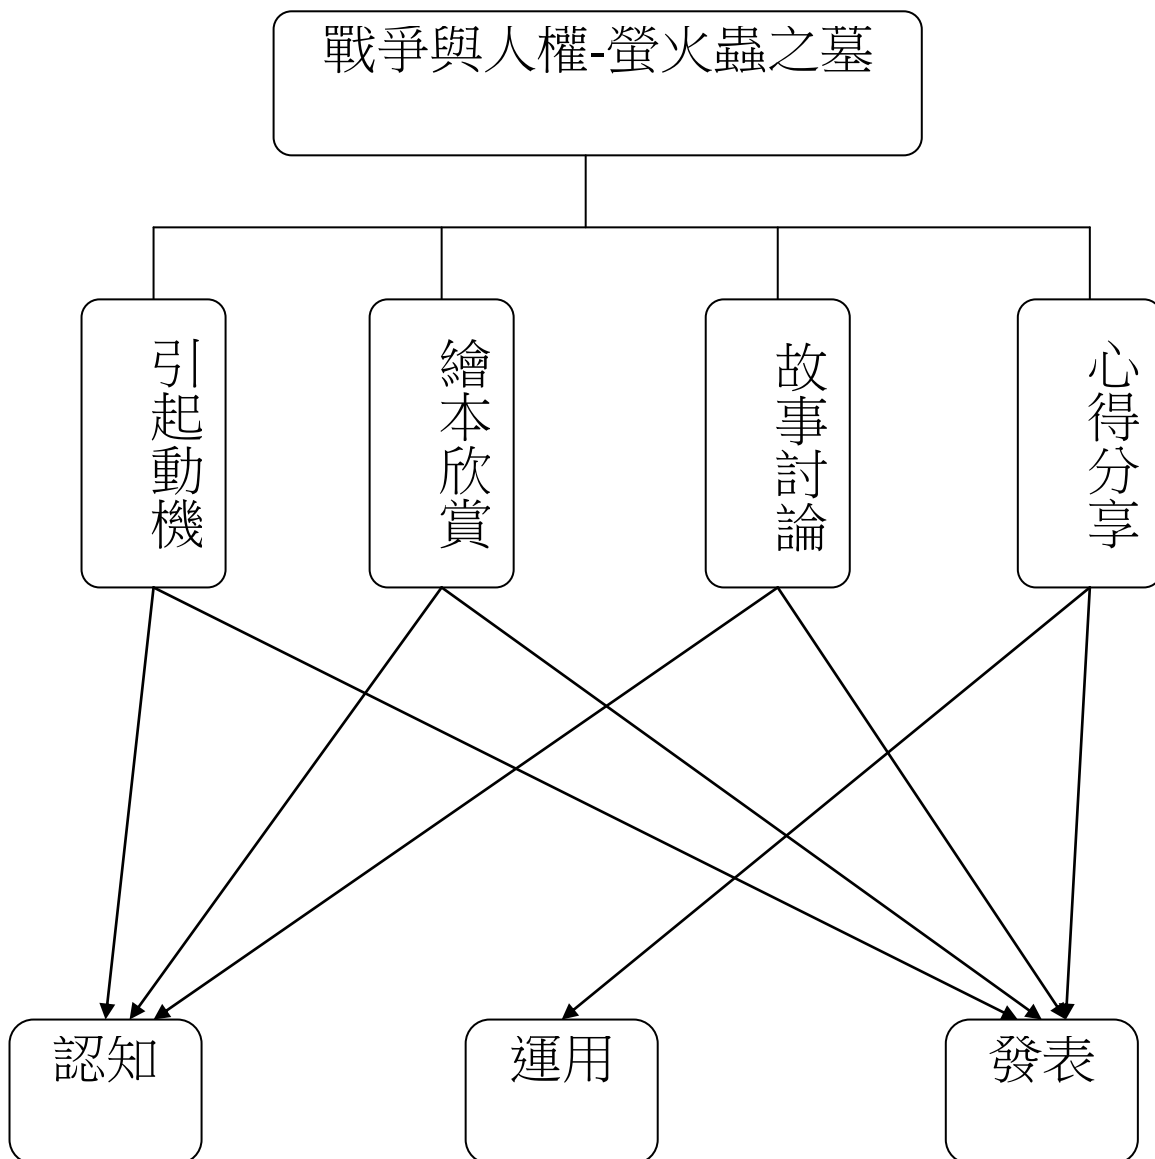 戰爭與人權-螢火蟲之墓
引起動機
繪本欣賞
故事討論
心得分享
認知
運用
發表